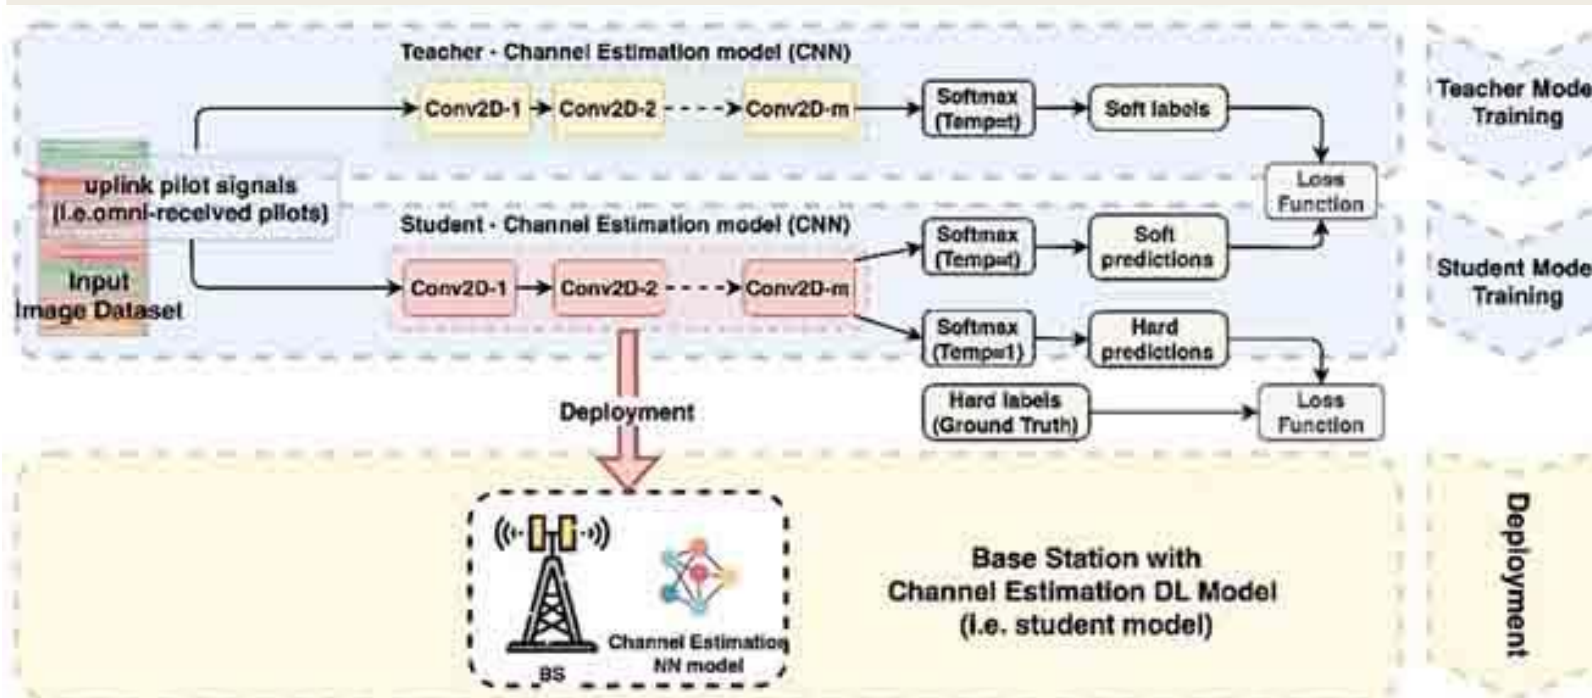 Teacher - Channel Estimation model (CNN)
Conv2D-1
Conv2D-2
Conv2D-m
Softmax
(Temp=t)
Soft labels
Teacher Mode
Training
uplink pilot signals
(i.e.omni-received pilots)
Loss
Function
Student - Channel Estimation model (CNN)
Conv2D-1
Conv2D-2
Conv2D-m
Softmax
(Temp=t)
Soft
predictions
Student Mode
Training
Input
Image Dataset
Softmax
(Temp=1)
Hard
predictions
Deployment
Hard labels
(Ground Truth)
Loss
Function
Deployment
Base Station with
Channel Estimation DL Model
(i.e. student model)
Channel Estimation
NN model
BS